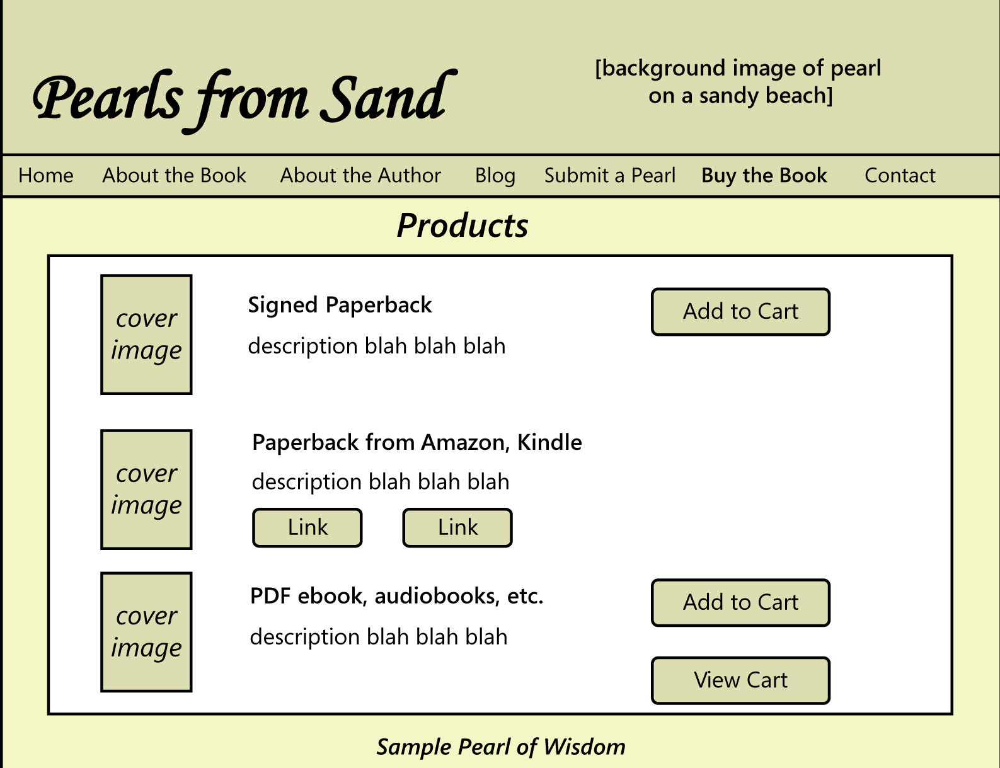 Pearls from Sand
[background image of pearl
on a sandy beach]
Home About the Book About the Author Blog Submit a Pearl Buy the Book Contact
Products
cover
image
Signed Paperback
description blah blah blah
Add to Cart
cover
image
Paperback from Amazon, Kindle
description blah blah blah
Link Link
cover
image
PDF ebook, audiobooks, etc.
description blah blah blah
Add to Cart
View Cart
Sample Pearl of Wisdom